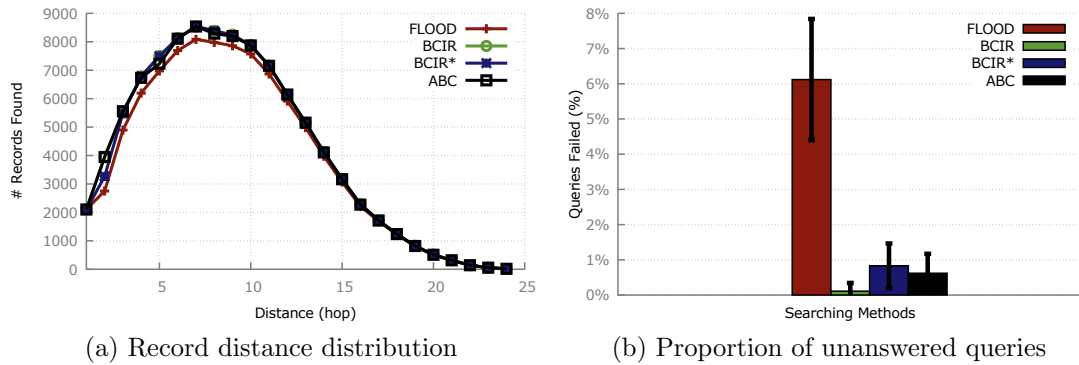 9000
8000
7000
6000
5000
4000
3000
2000
1000
0
# Records Found
5
10
15
20
25
Distance (hop)
FLOOD
BCIR
BCIR*
ABC
(a) Record distance distribution
8%
7%
6%
5%
4%
3%
2%
1%
0%
Queries Failed (%)
Searching Methods
FLOOD
BCIR
BCIR*
ABC
(b) Proportion of unanswered queries